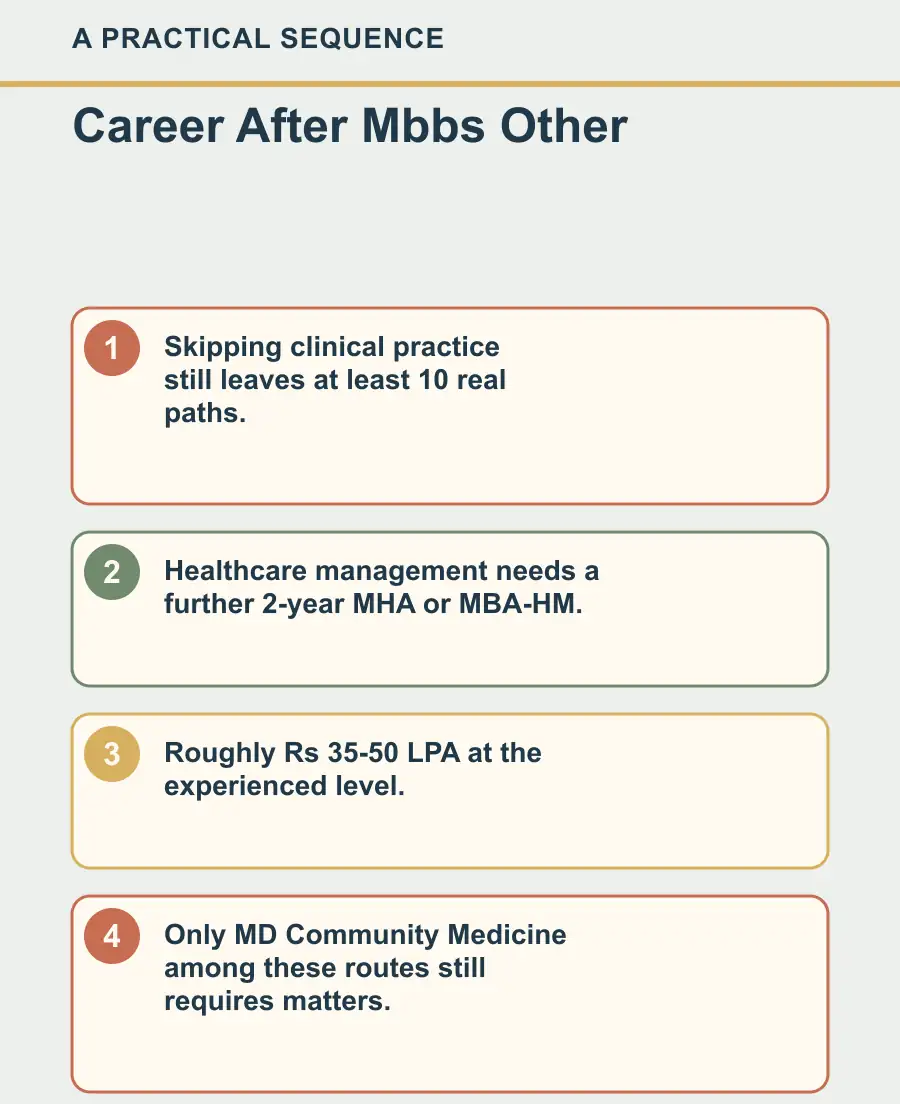 A PRACTICAL SEQUENCE
Career After Mbbs Other
1
Skipping clinical practice
still leaves at least 10 real
paths.
2
Healthcare management needs a
further 2-year MHA or MBA-HM.
3
Roughly Rs 35-50 LPA at the
experienced level.
4
Only MD Community Medicine
among these routes still
requires matters.